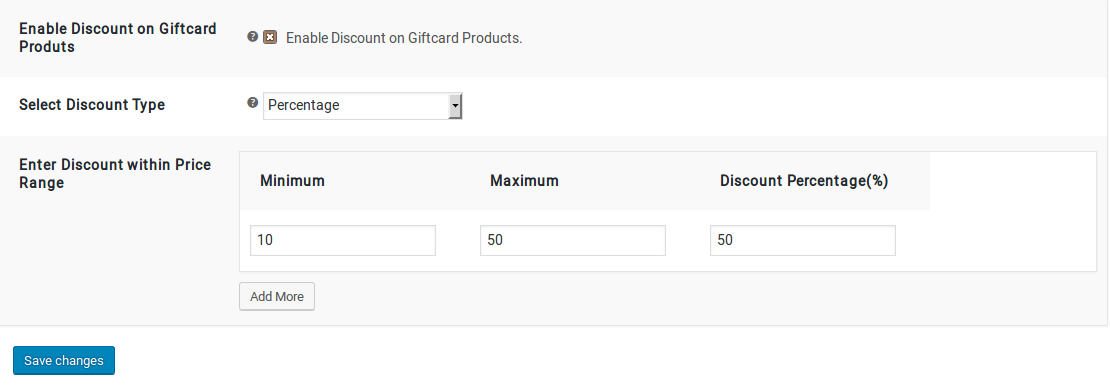 Enable Discount on Giftcard
Produts
Enable Discount on Giftcard Products.
Select Discount Type
Percentage
Enter Discount within Price
Range
Minimum Maximum Discount Percentage(%)
10 50 50
Add More
Save changes